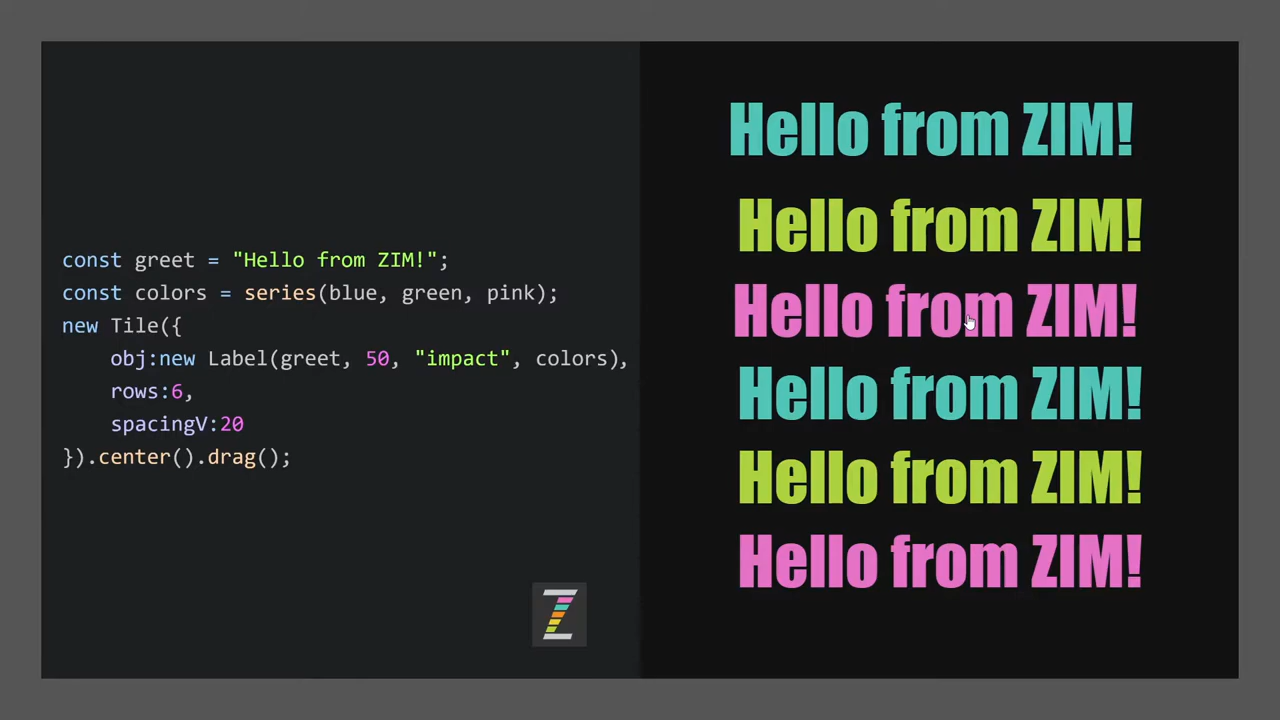 const greet = "Hello from ZIM!";
const colors = series(blue, green, pink);
new Tile({
    obj:new Label(greet, 50, "impact", colors),
    rows:6,
    spacingV:20
}).center().drag();
Z
Hello from ZIM!
Hello from ZIM!
Hello from ZIM!
Hello from ZIM!
Hello from ZIM!
Hello from ZIM!